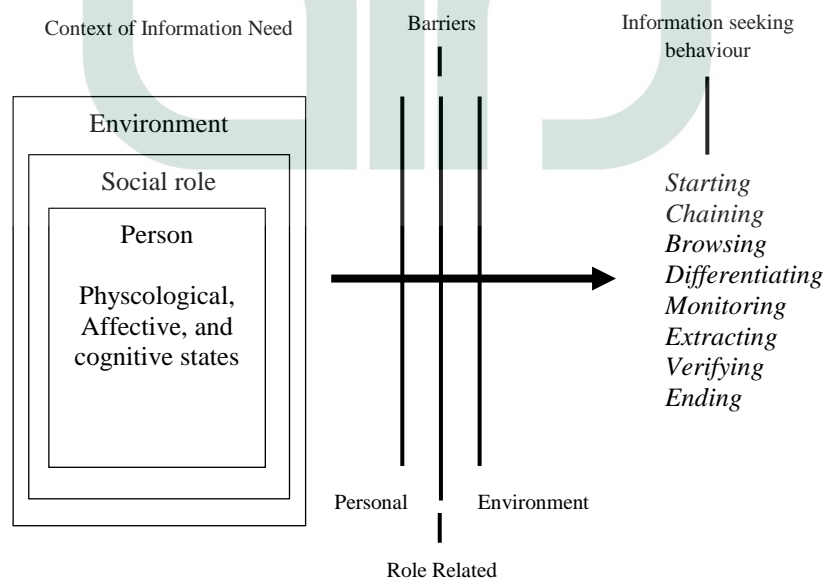 Context of Information Need
Barriers
Information seeking
behaviour
Environment
Social role
Person
Physcological,
Affective, and
cognitive states
Starting
Chaining
Browsing
Differentiating
Monitoring
Extracting
Verifying
Ending
Personal
Environment
Role Related